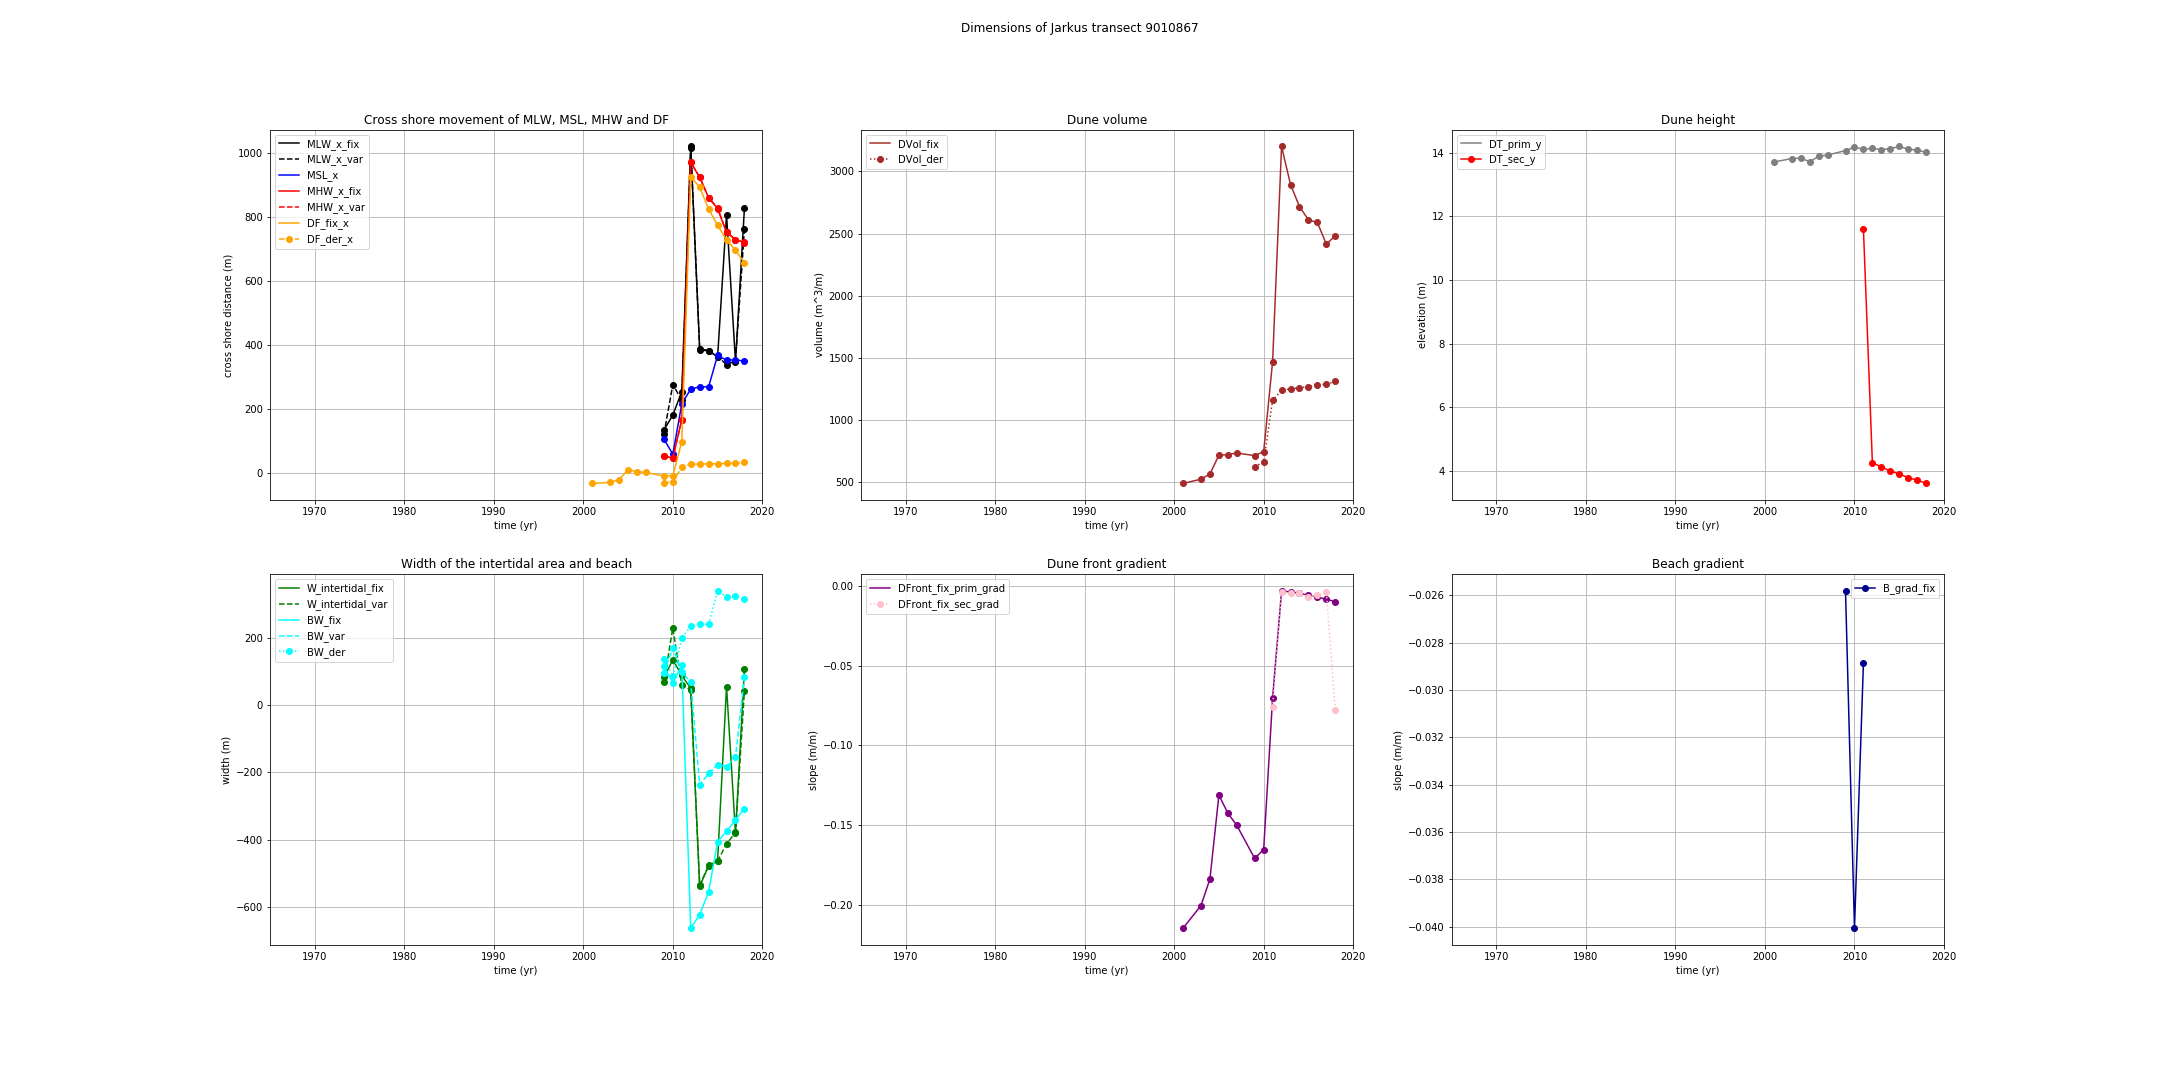 Dimensions of Jarkus transect 9010867
Cross shore movement of MLW, MSL, MHW and DF
MLW_x_fix
MLW_x_var
MSL_x
MHW_x_fix
MHW_x_var
DF_fix_x
DF_der_x
cross shore distance (m)
1000
800
600
400
200
0
1970 1980 1990 2000 2010 2020
time (yr)
Dune volume
DVol_fix
DVol_der
volume (m^3/m)
3000
2500
2000
1500
1000
500
1970 1980 1990 2000 2010 2020
time (yr)
Dune height
DT_prim_y
DT_sec_y
elevation (m)
14
12
10
8
6
4
1970 1980 1990 2000 2010 2020
time (yr)
Width of the intertidal area and beach
W_intertidal_fix
W_intertidal_var
BW_fix
BW_var
BW_der
width (m)
200
0
−200
−400
−600
1970 1980 1990 2000 2010 2020
time (yr)
Dune front gradient
DFront_fix_prim_grad
DFront_fix_sec_grad
slope (m/m)
0.00
−0.05
−0.10
−0.15
−0.20
1970 1980 1990 2000 2010 2020
time (yr)
Beach gradient
B_grad_fix
slope (m/m)
−0.026
−0.028
−0.030
−0.032
−0.034
−0.036
−0.038
−0.040
1970 1980 1990 2000 2010 2020
time (yr)